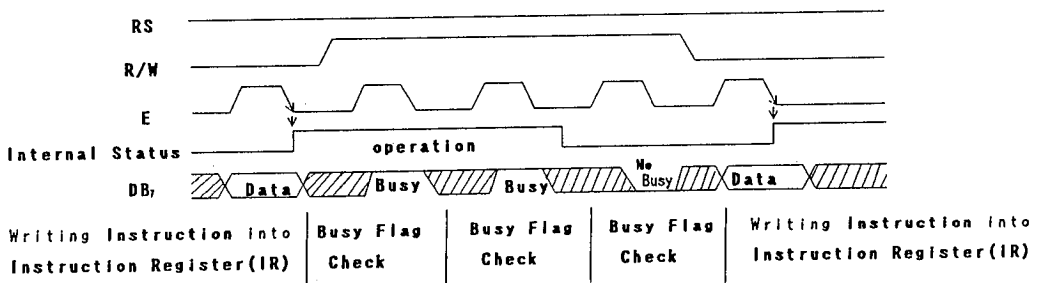 RS
R/W
E
Internal Status
operation
DB7
Data
Busy
Busy
No
Busy
Data
Writing Instruction into
Instruction Register(IR)
Busy Flag
Check
Busy Flag
Check
Busy Flag
Check
Writing Instruction into
Instruction Register(IR)